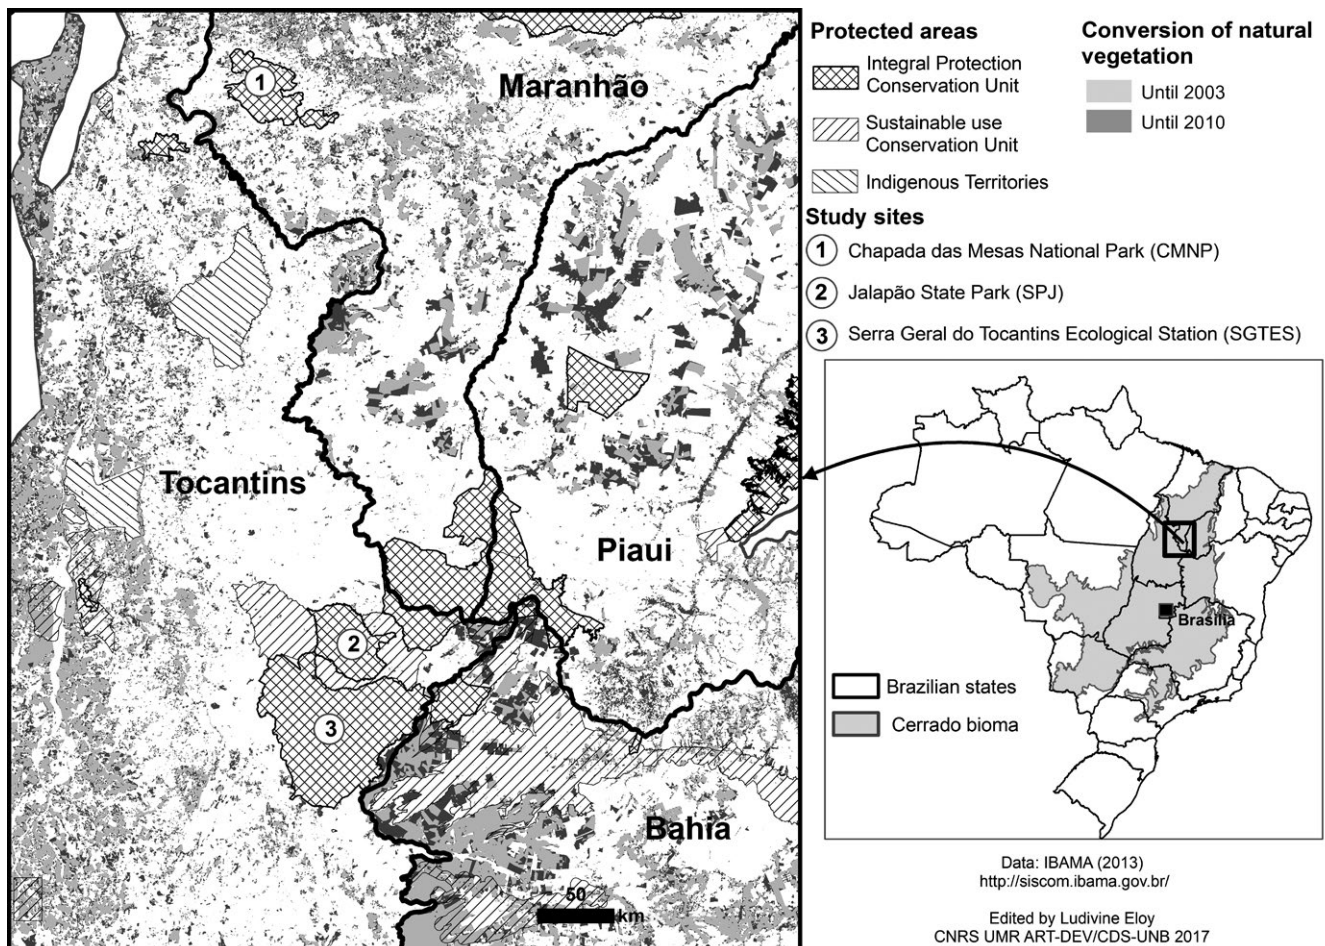 Maranhão
Tocantins
Piaui
Bahia
1
2
3
50
km
Protected areas
Integral Protection
Conservation Unit
Sustainable use
Conservation Unit
Indigenous Territories
Conversion of natural
vegetation
Until 2003
Until 2010
Study sites
1 Chapada das Mesas National Park (CMNP)
2 Jalapão State Park (SPJ)
3 Serra Geral do Tocantins Ecological Station (SGTES)
Brasília
Brazilian states
Cerrado bioma
Data: IBAMA (2013)
http://siscom.ibama.gov.br/
Edited by Ludivine Eloy
CNRS UMR ART-DEV/CDS-UNB 2017